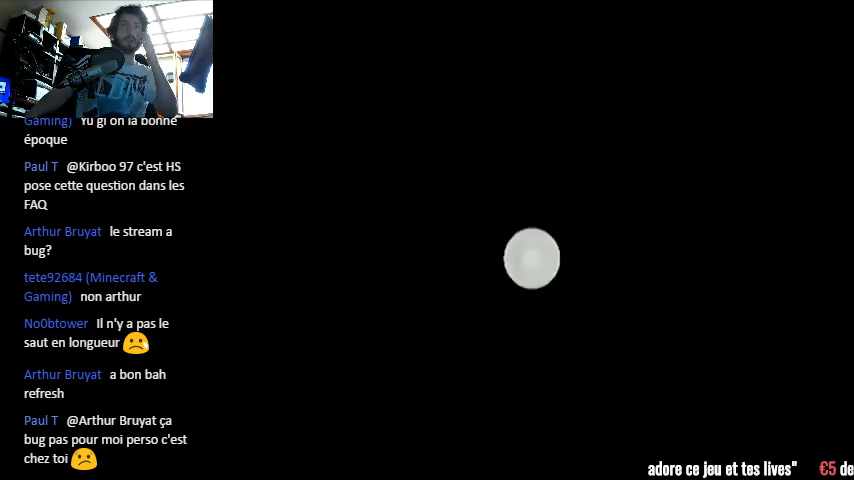 Gaming) Yu gi oh la bonne
époque
Paul T @Kirboo 97 c'est HS
pose cette question dans les
FAQ
Arthur Bruyat le stream a
bug?
tete92684 (Minecraft &
Gaming) non arthur
No0btower Il n'y a pas le
saut en longueur
Arthur Bruyat a bon bah
refresh
Paul T @Arthur Bruyat ça
bug pas pour moi perso c'est
chez toi
adore ce jeu et tes lives" €5 de